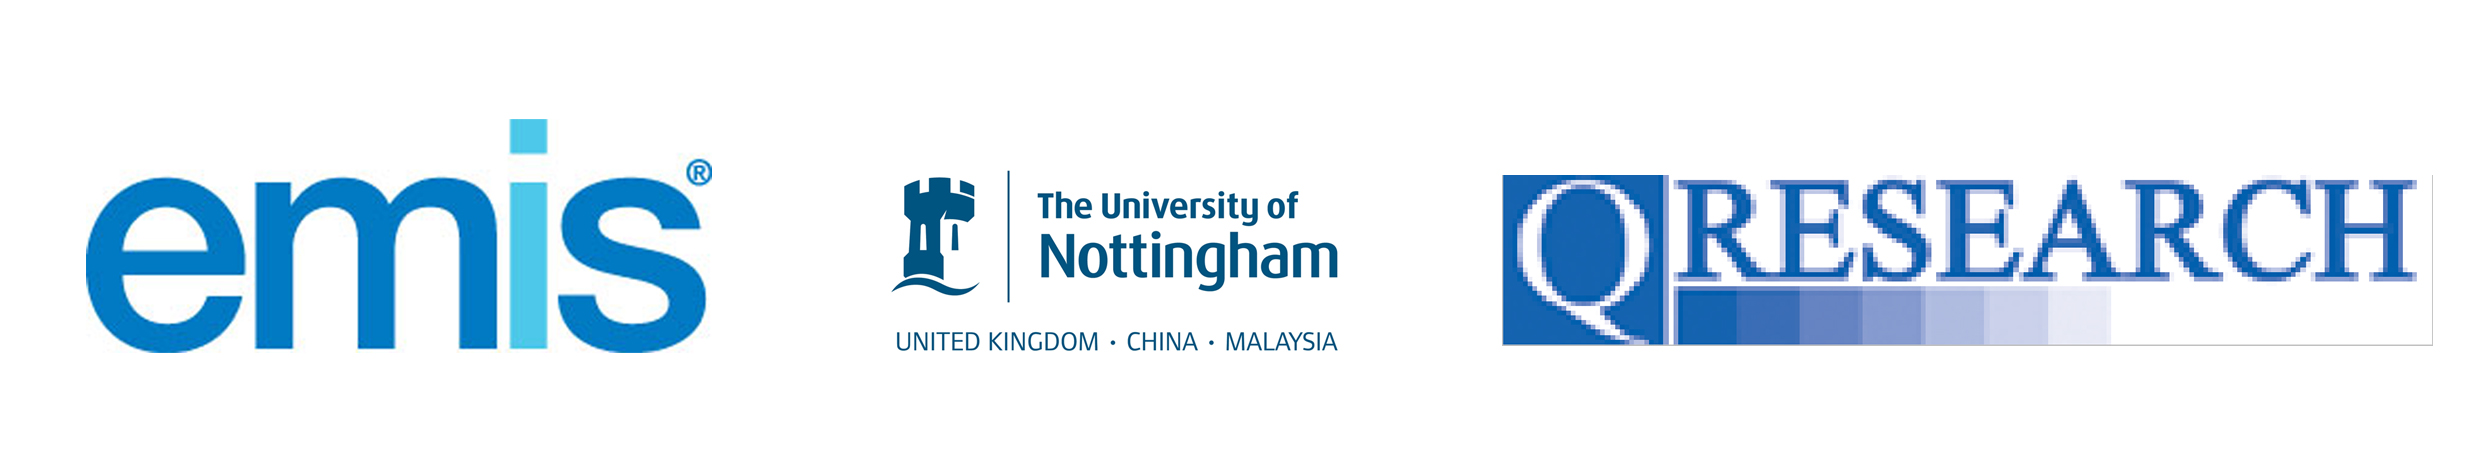 emis®
The University of
Nottingham
UNITED KINGDOM · CHINA · MALAYSIA
QRESEARCH